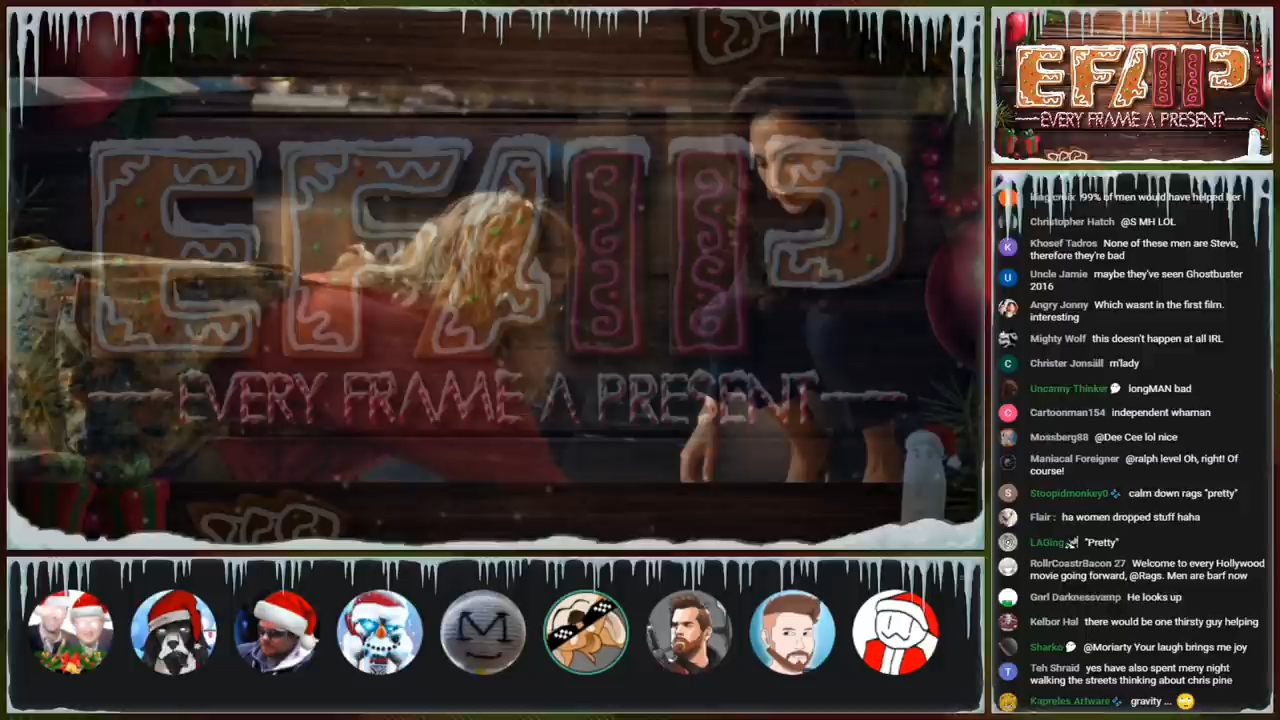 EFAP
EVERY FRAME A PRESENT
M
EFAP
EVERY FRAME A PRESENT
99% of men would have helped her
Christopher Hatch @S MH LOL
K Khosef Tadros None of these men are Steve,
therefore they're bad
U Uncle Jamie maybe they've seen Ghostbuster
2016
Angry Jonny Which wasnt in the first film.
interesting
Mighty Wolf this doesn't happen at all IRL
C Christer Jonsäll m'lady
Uncanny Thinker longMAN bad
C Cartoonman154 independent whaman
Mossberg88 @Dee Cee lol nice
Maniacal Foreigner @ralph level Oh, right! Of
course!
S Stoopidmonkey0 calm down rags "pretty"
Flair : ha women dropped stuff haha
LAGing "Pretty"
RollrCoastrBacon 27 Welcome to every Hollywood
movie going forward, @Rags. Men are barf now
Gnrl Darknessvamp He looks up
Kelbor Hal there would be one thirsty guy helping
Sharko @Moriarty Your laugh brings me joy
T Teh Shraid yes have also spent meny night
walking the streets thinking about chris pine
Kapreles Artware gravity ...